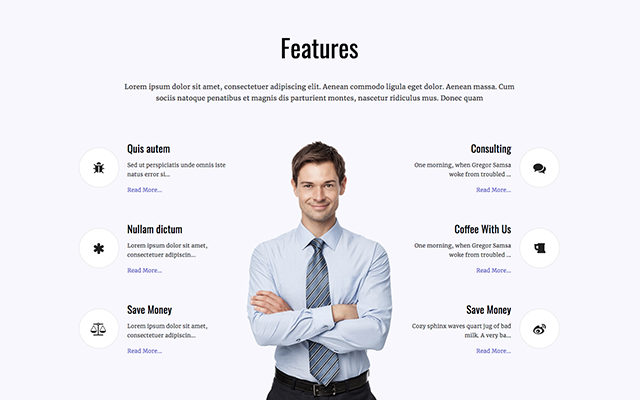 Features
Lorem ipsum dolor sit amet, consectetuer adipiscing elit. Aenean commodo ligula eget dolor. Aenean massa. Cum
sociis natoque penatibus et magnis dis parturient montes, nascetur ridiculus mus. Donec quam
Quis autem
Sed ut perspiciatis unde omnis iste
natus error si...
Read More...
Nullam dictum
Lorem ipsum dolor sit amet,
consectetuer adipiscin...
Read More...
Save Money
Lorem ipsum dolor sit amet,
consectetuer adipiscin...
Read More...
Consulting
One morning, when Gregor Samsa
woke from troubled ...
Read More...
Coffee With Us
One morning, when Gregor Samsa
woke from troubled ...
Read More...
Save Money
Cozy sphinx waves quart jug of bad
milk. A very ba...
Read More...